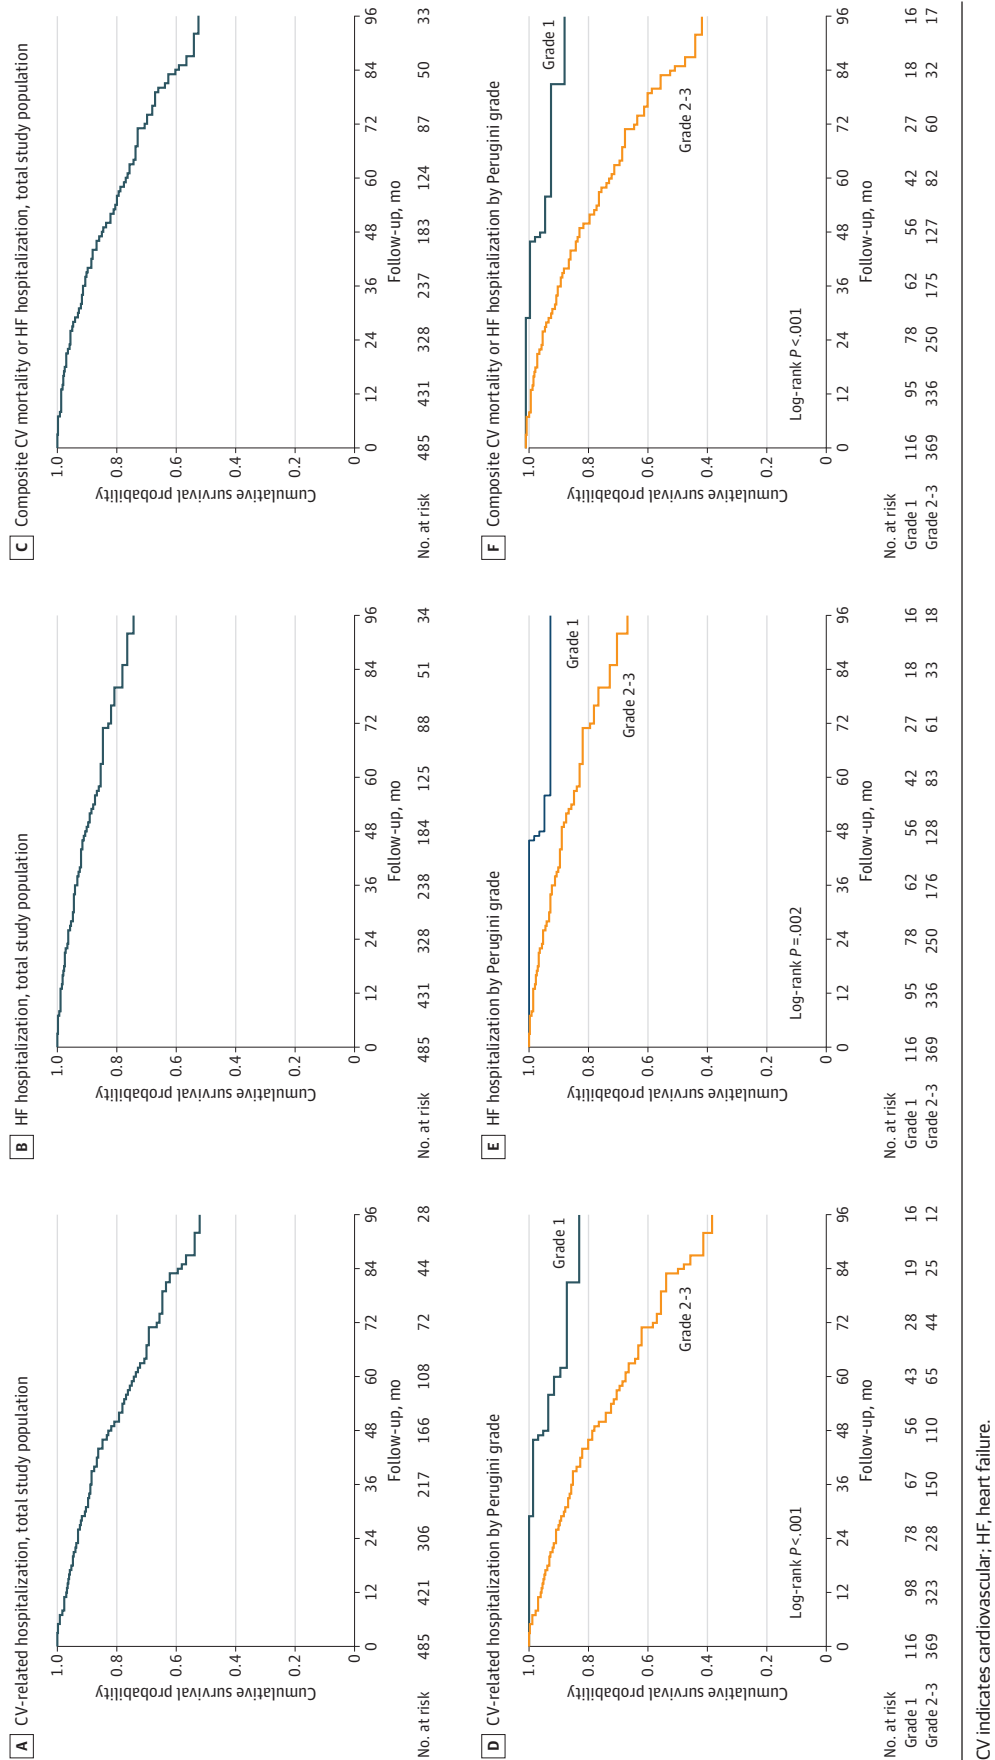 A CV-related hospitalization, total study population
1.0
0.8
0.6
0.4
0.2
0
Cumulative survival probability
0 12 24 36 48 60 72 84 96
Follow-up, mo
No. at risk 485 421 306 217 166 108 72 44 28
B HF hospitalization, total study population
1.0
0.8
0.6
0.4
0.2
0
Cumulative survival probability
0 12 24 36 48 60 72 84 96
Follow-up, mo
No. at risk 485 431 328 238 184 125 88 51 34
C Composite CV mortality or HF hospitalization, total study population
1.0
0.8
0.6
0.4
0.2
0
Cumulative survival probability
0 12 24 36 48 60 72 84 96
Follow-up, mo
No. at risk 485 431 328 237 183 124 87 50 33
D CV-related hospitalization by Perugini grade
1.0
0.8
0.6
0.4
0.2
0
Cumulative survival probability
Grade 1
Grade 2-3
Log-rank P <.001
0 12 24 36 48 60 72 84 96
Follow-up, mo
No. at risk
Grade 1 116 98 78 67 56 43 28 19 16
Grade 2-3 369 323 228 150 110 65 44 25 12
E HF hospitalization by Perugini grade
1.0
0.8
0.6
0.4
0.2
0
Cumulative survival probability
Grade 1
Grade 2-3
Log-rank P =.002
0 12 24 36 48 60 72 84 96
Follow-up, mo
No. at risk
Grade 1 116 95 78 62 56 42 27 18 16
Grade 2-3 369 336 250 176 128 83 61 33 18
F Composite CV mortality or HF hospitalization by Perugini grade
1.0
0.8
0.6
0.4
0.2
0
Cumulative survival probability
Grade 1
Grade 2-3
Log-rank P <.001
0 12 24 36 48 60 72 84 96
Follow-up, mo
No. at risk
Grade 1 116 95 78 62 56 42 27 18 16
Grade 2-3 369 336 250 175 127 82 60 32 17
CV indicates cardiovascular; HF, heart failure.